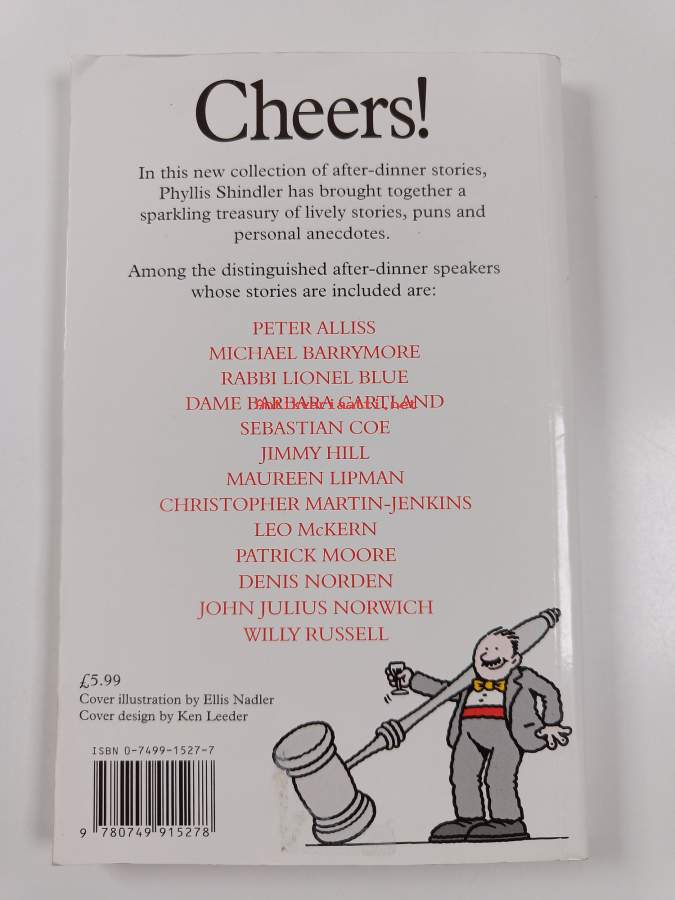 Cheers!
In this new collection of after-dinner stories,
Phyllis Shindler has brought together a
sparkling treasury of lively stories, puns and
personal anecdotes.
Among the distinguished after-dinner speakers
whose stories are included are:
PETER ALLISS
MICHAEL BARRYMORE
RABBI LIONEL BLUE
DAME BARBARA CARTLAND
SEBASTIAN COE
JIMMY HILL
MAUREEN LIPMAN
CHRISTOPHER MARTIN-JENKINS
LEO McKERN
PATRICK MOORE
DENIS NORDEN
JOHN JULIUS NORWICH
WILLY RUSSELL
£5.99
Cover illustration by Ellis Nadler
Cover design by Ken Leeder
ISBN 0-7499-1527-7
9 780749 915278